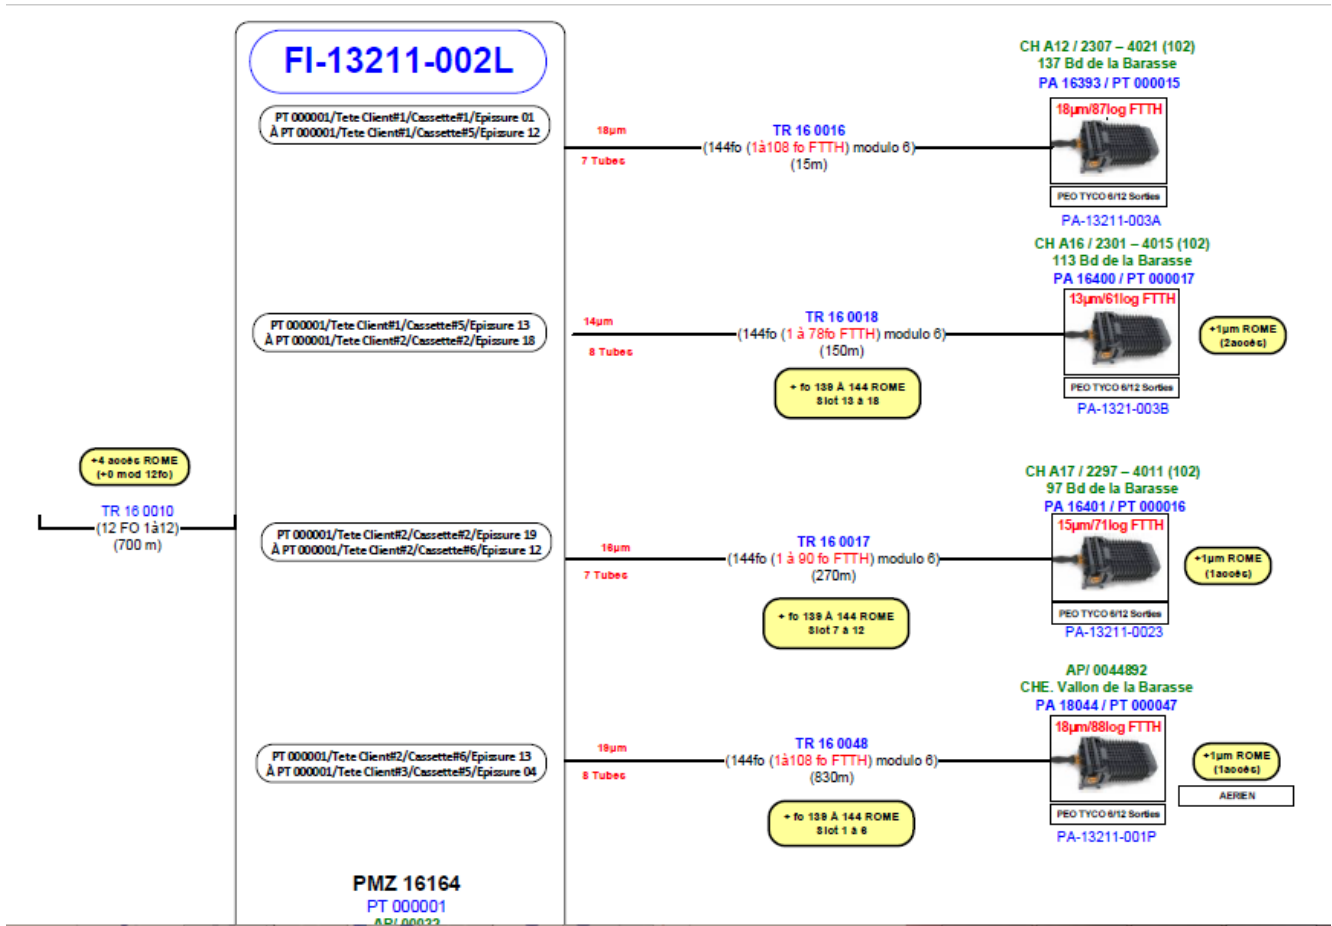 FI-13211-002L
PT 000001/Tete Client#1/Cassette#1/Epissure 01
À PT 000001/Tete Client#1/Cassette#5/Epissure 12
18µm
7 Tubes
TR 16 0016
(144fo (1à108 fo FTTH) modulo 6)
(15m)
CH A12 / 2307 – 4021 (102)
137 Bd de la Barasse
PA 16393 / PT 000015
18µm/87log FTTH
PEO TYCO 6/12 Sorties
PA-13211-003A
PT 000001/Tete Client#1/Cassette#5/Epissure 13
À PT 000001/Tete Client#2/Cassette#2/Epissure 18
14µm
8 Tubes
TR 16 0018
(144fo (1 à 78fo FTTH) modulo 6)
(150m)
+ fo 139 À 144 ROME
Slot 13 à 18
CH A16 / 2301 – 4015 (102)
113 Bd de la Barasse
PA 16400 / PT 000017
13µm/61log FTTH
PEO TYCO 6/12 Sorties
PA-1321-003B
+1µm ROME
(2accès)
+4 accès ROME
(+0 mod 12fo)
TR 16 0010
(12 FO 1à12)
(700 m)
PT 000001/Tete Client#2/Cassette#2/Epissure 19
À PT 000001/Tete Client#2/Cassette#6/Epissure 12
16µm
7 Tubes
TR 16 0017
(144fo (1 à 90 fo FTTH) modulo 6)
(270m)
+ fo 139 À 144 ROME
Slot 7 à 12
CH A17 / 2297 – 4011 (102)
97 Bd de la Barasse
PA 16401 / PT 000016
15µm/71log FTTH
PEO TYCO 6/12 Sorties
PA-13211-0023
+1µm ROME
(1accès)
PT 000001/Tete Client#2/Cassette#6/Epissure 13
À PT 000001/Tete Client#3/Cassette#5/Epissure 04
19µm
8 Tubes
TR 16 0048
(144fo (1à108 fo FTTH) modulo 6)
(830m)
+ fo 139 À 144 ROME
Slot 1 à 6
AP/ 0044892
CHE. Vallon de la Barasse
PA 18044 / PT 000047
18µm/88log FTTH
PEO TYCO 6/12 Sorties
PA-13211-001P
+1µm ROME
(1accès)
AERIEN
PMZ 16164
PT 000001